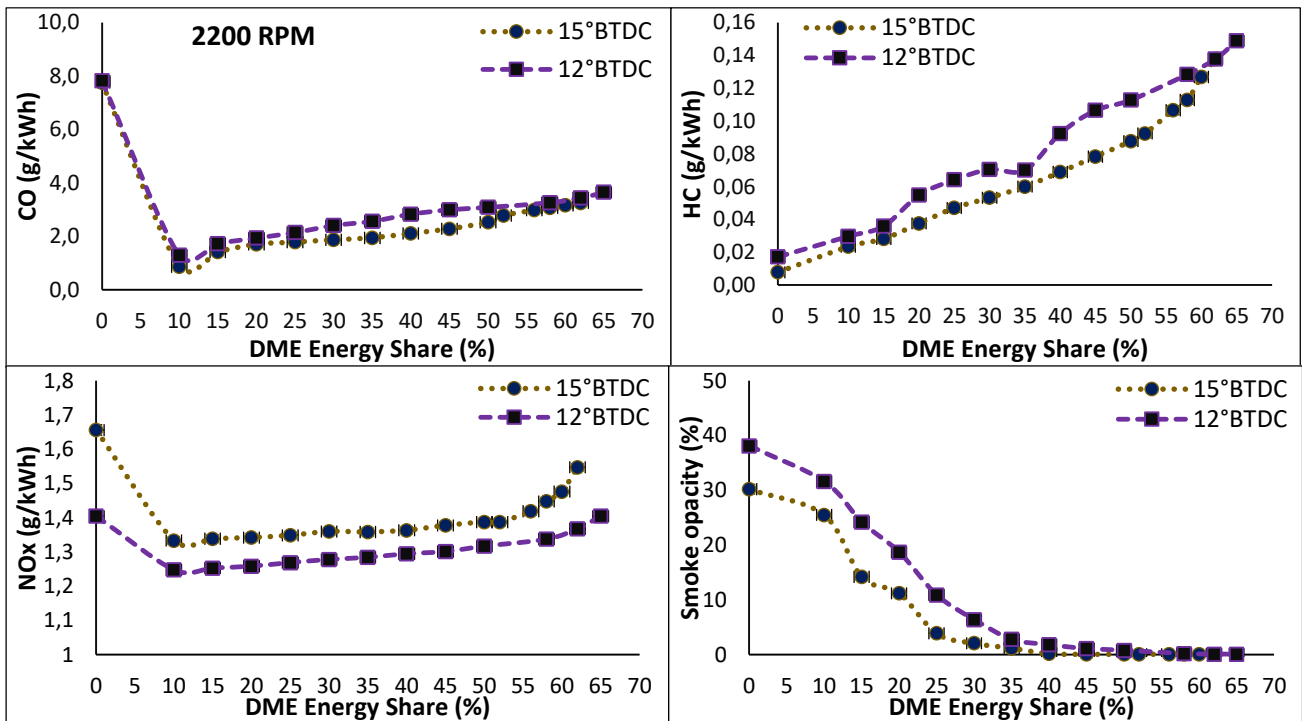 2200 RPM
15°BTDC
12°BTDC
10,0
8,0
6,0
4,0
2,0
0,0
CO (g/kWh)
0 5 10 15 20 25 30 35 40 45 50 55 60 65 70
DME Energy Share (%)
15°BTDC
12°BTDC
0,16
0,14
0,12
0,10
0,08
0,06
0,04
0,02
0,00
HC (g/kWh)
0 5 10 15 20 25 30 35 40 45 50 55 60 65 70
DME Energy Share (%)
15°BTDC
12°BTDC
1,8
1,7
1,6
1,5
1,4
1,3
1,2
1,1
1
NOx (g/kWh)
0 5 10 15 20 25 30 35 40 45 50 55 60 65 70
DME Energy Share (%)
15°BTDC
12°BTDC
50
40
30
20
10
0
Smoke opacity (%)
0 5 10 15 20 25 30 35 40 45 50 55 60 65 70
DME Energy Share (%)